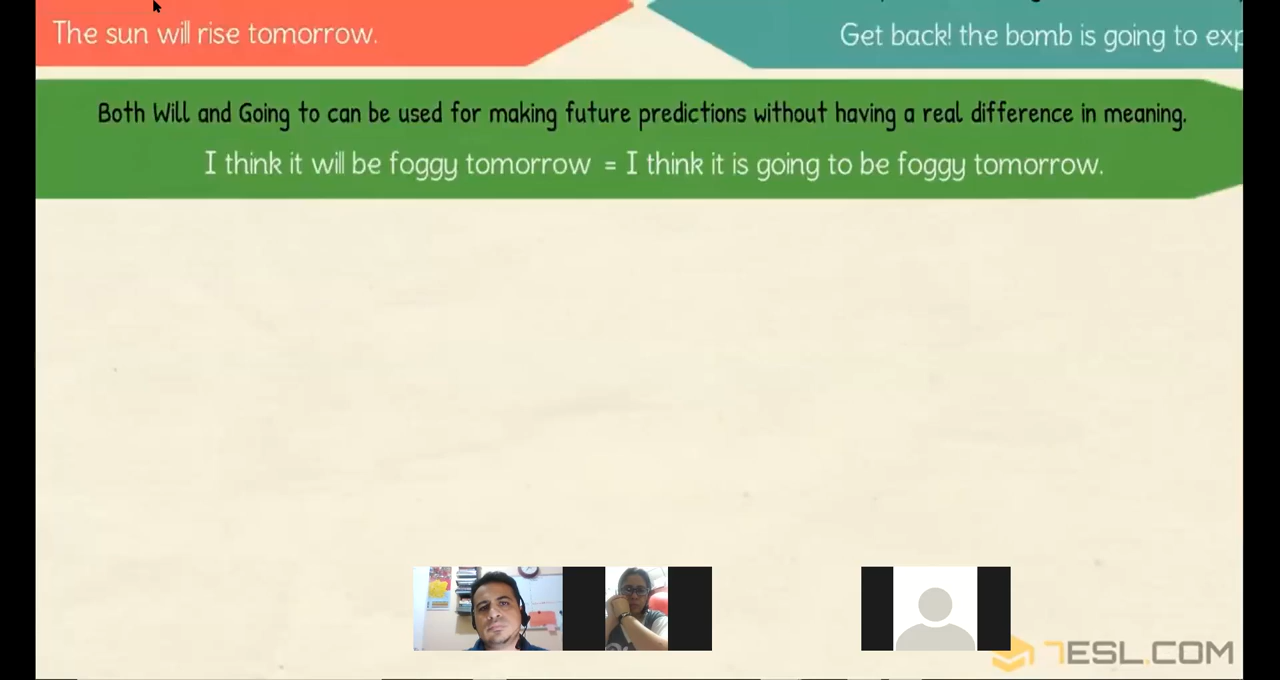 The sun will rise tomorrow.
Get back! the bomb is going to exp
Both Will and Going to can be used for making future predictions without having a real difference in meaning.
I think it will be foggy tomorrow = I think it is going to be foggy tomorrow.
7ESL.COM